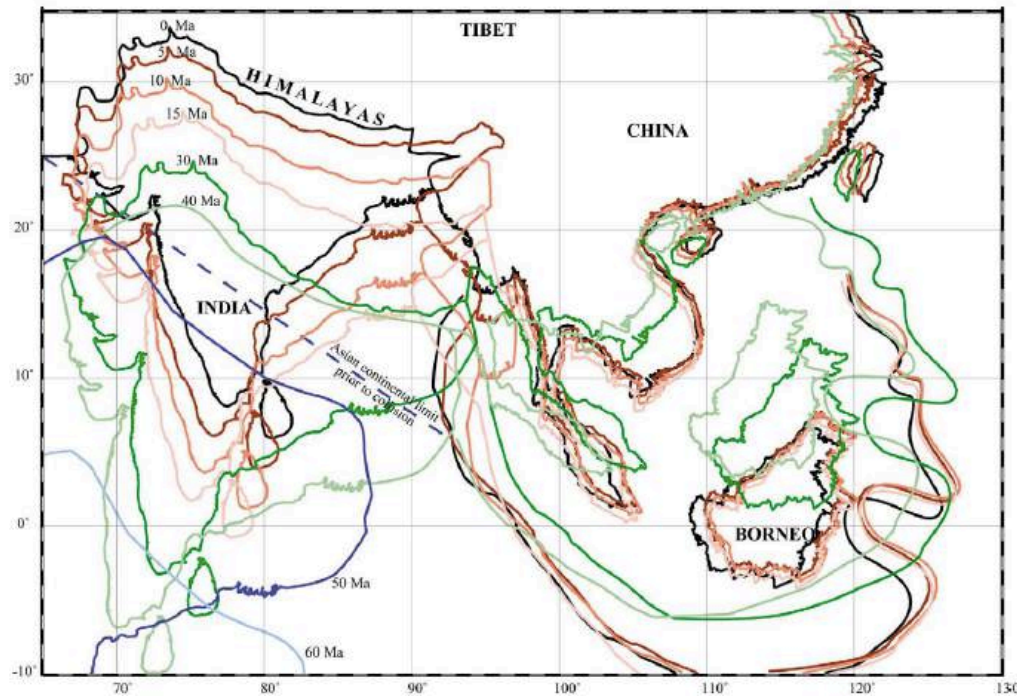 TIBET
0 Ma
5 Ma
10 Ma
HIMALAYAS
30˚
15 Ma
CHINA
30 Ma
40 Ma
20˚
INDIA
Asian continental limit
prior to collision
10˚
0˚
BORNEO
50 Ma
60 Ma
-10˚
70˚
80˚
90˚
100˚
110˚
120˚
130